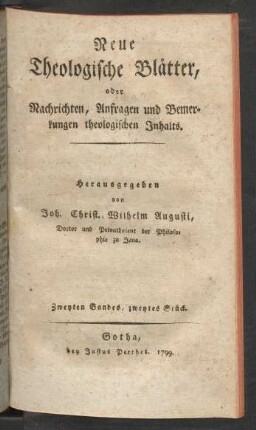 Neue
Theologische Blätter,
oder
Nachrichten, Anfragen und Bemer-
kungen theologischen Inhalts.
Herausgegeben
von
Joh. Christ. Wilhelm Augusti,
Doctor und Privatdocent der Philoso-
phie zu Jena.
Zweyten Bandes, zweytes Stück.
Gotha,
bey Justus Perthes. 1799.